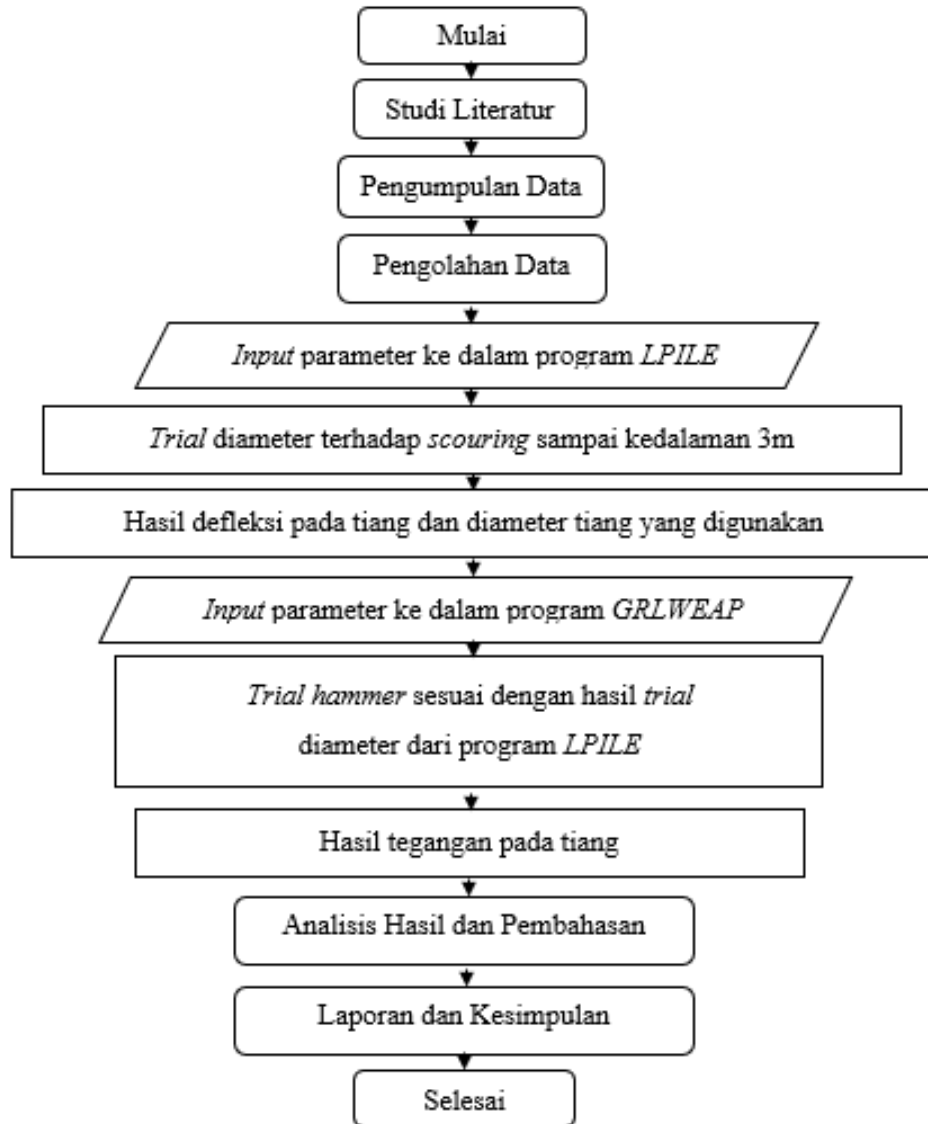 Mulai
Studi Literatur
Pengumpulan Data
Pengolahan Data
Input parameter ke dalam program LPILE
Trial diameter terhadap scouring sampai kedalaman 3m
Hasil defleksi pada tiang dan diameter tiang yang digunakan
Input parameter ke dalam program GRLWEAP
Trial hammer sesuai dengan hasil trial
diameter dari program LPILE
Hasil tegangan pada tiang
Analisis Hasil dan Pembahasan
Laporan dan Kesimpulan
Selesai